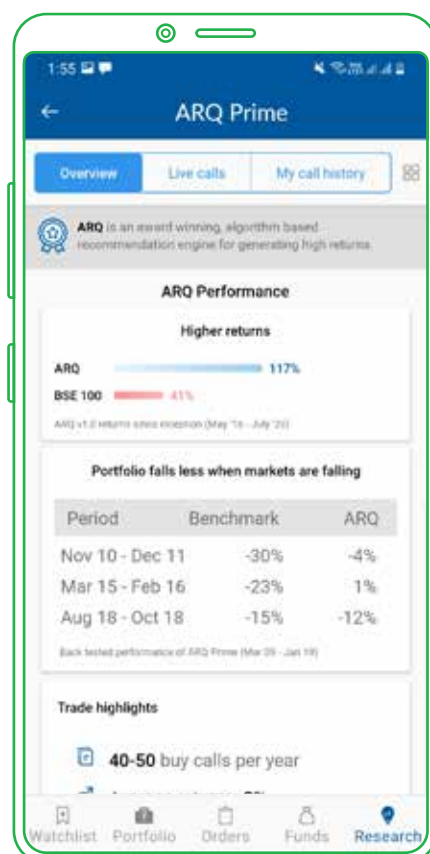 1:55
ARQ Prime
Overview Live calls My call history
ARQ is an award winning, algorithm based
recommendation engine for generating high returns
ARQ Performance
Higher returns
ARQ 117%
BSE 100 41%
ARQ v1.0 returns since inception (May '16 - July '20)
Portfolio falls less when markets are falling
Period Benchmark ARQ
Nov 10 - Dec 11 -30% -4%
Mar 15 - Feb 16 -23% 1%
Aug 18 - Oct 18 -15% -12%
Back tested performance of ARQ Prime (Mar 09 - Jan 19)
Trade highlights
40-50 buy calls per year
Watchlist Portfolio Orders Funds Research